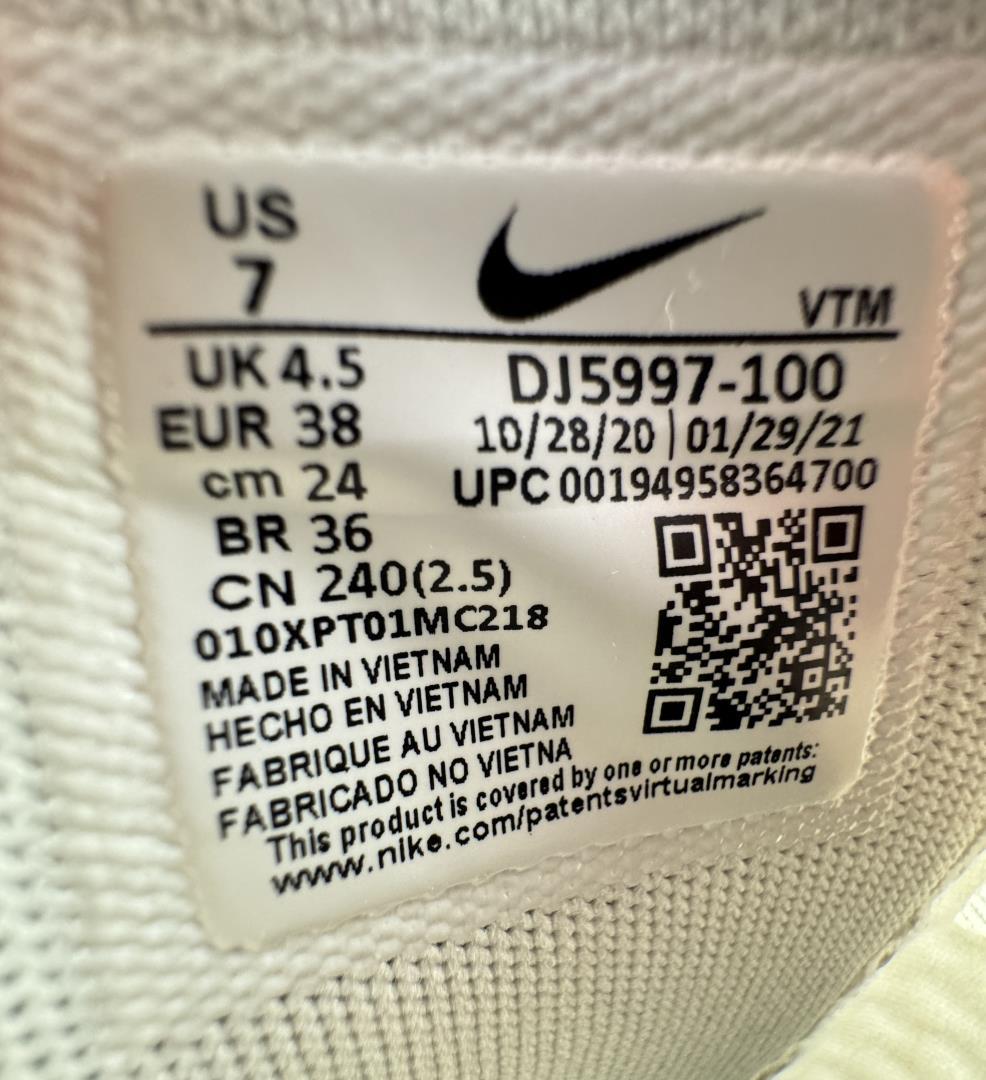 US
7
VTM
UK 4.5
EUR 38
cm 24
BR 36
CN 240(2.5)
DJ5997-100
10/28/20 | 01/29/21
UPC 00194958364700
010XPT01MC218
MADE IN VIETNAM
HECHO EN VIETNAM
FABRIQUE AU VIETNAM
FABRICADO NO VIETNA
This product is covered by one or more patents:
www.nike.com/patentsvirtualmarking